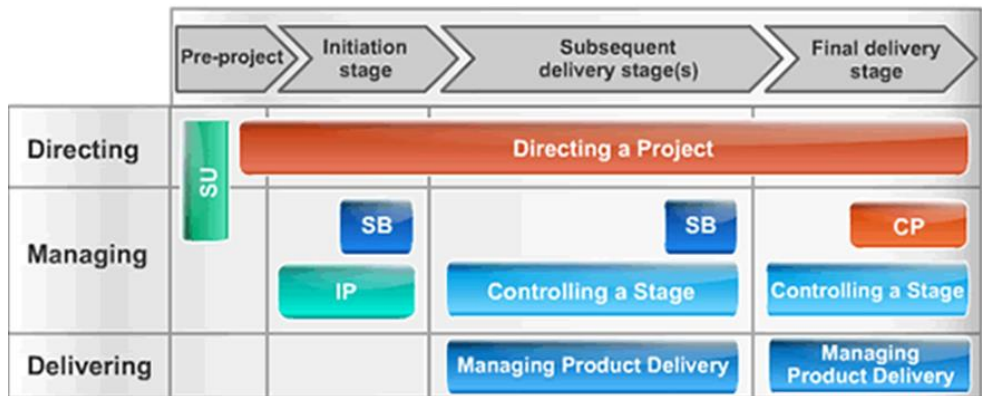 Pre-project
Initiation
stage
Subsequent
delivery stage(s)
Final delivery
stage
Directing
SU
Directing a Project
Managing
SB
SB
CP
IP
Controlling a Stage
Controlling a Stage
Delivering
Managing Product Delivery
Managing
Product Delivery